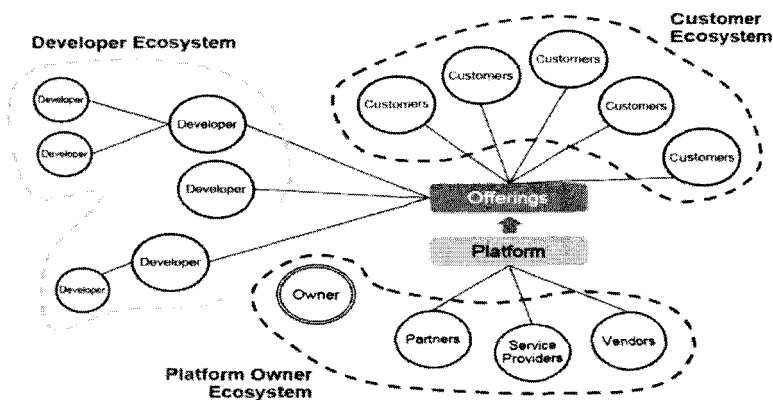 Developer Ecosystem
Customer
Ecosystem
Customers
Customers
Customers
Customers
Customers
Developer
Developer
Developer
Developer
Developer
Developer
Offerings
Platform
Owner
Partners
Service
Providers
Vendors
Platform Owner
Ecosystem